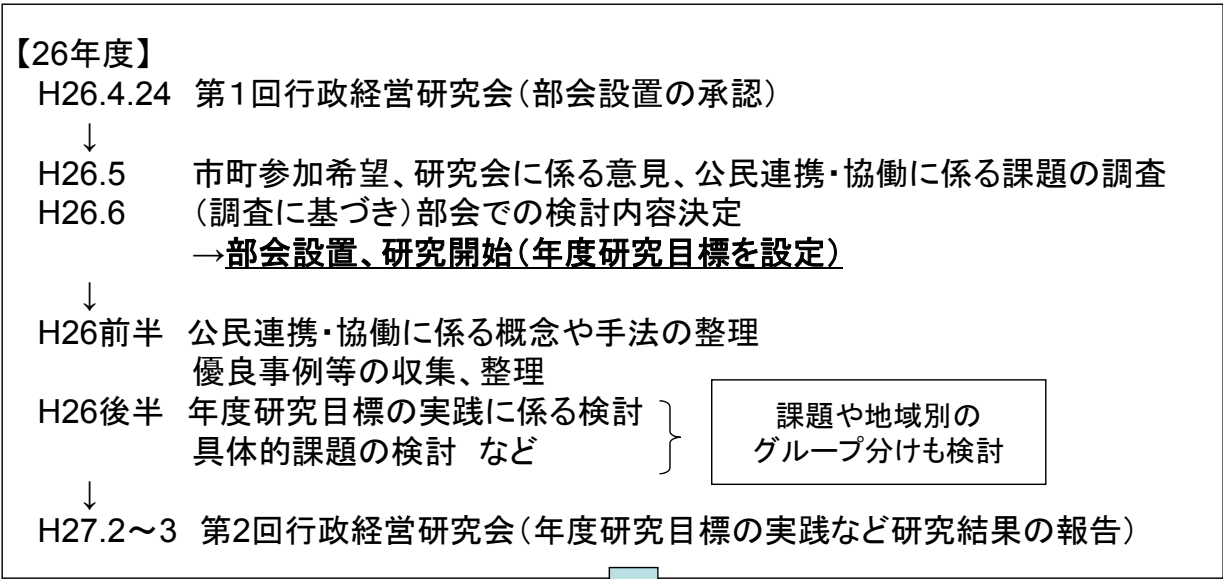 【26年度】
H26.4.24 第1回行政経営研究会(部会設置の承認)
↓
H26.5 市町参加希望、研究会に係る意見、公民連携・協働に係る課題の調査
H26.6 (調査に基づき)部会での検討内容決定
→部会設置、研究開始(年度研究目標を設定)
↓
H26前半 公民連携・協働に係る概念や手法の整理
優良事例等の収集、整理
H26後半 年度研究目標の実践に係る検討
具体的課題の検討 など
課題や地域別の
グループ分けも検討
↓
H27.2～3 第2回行政経営研究会(年度研究目標の実践など研究結果の報告)